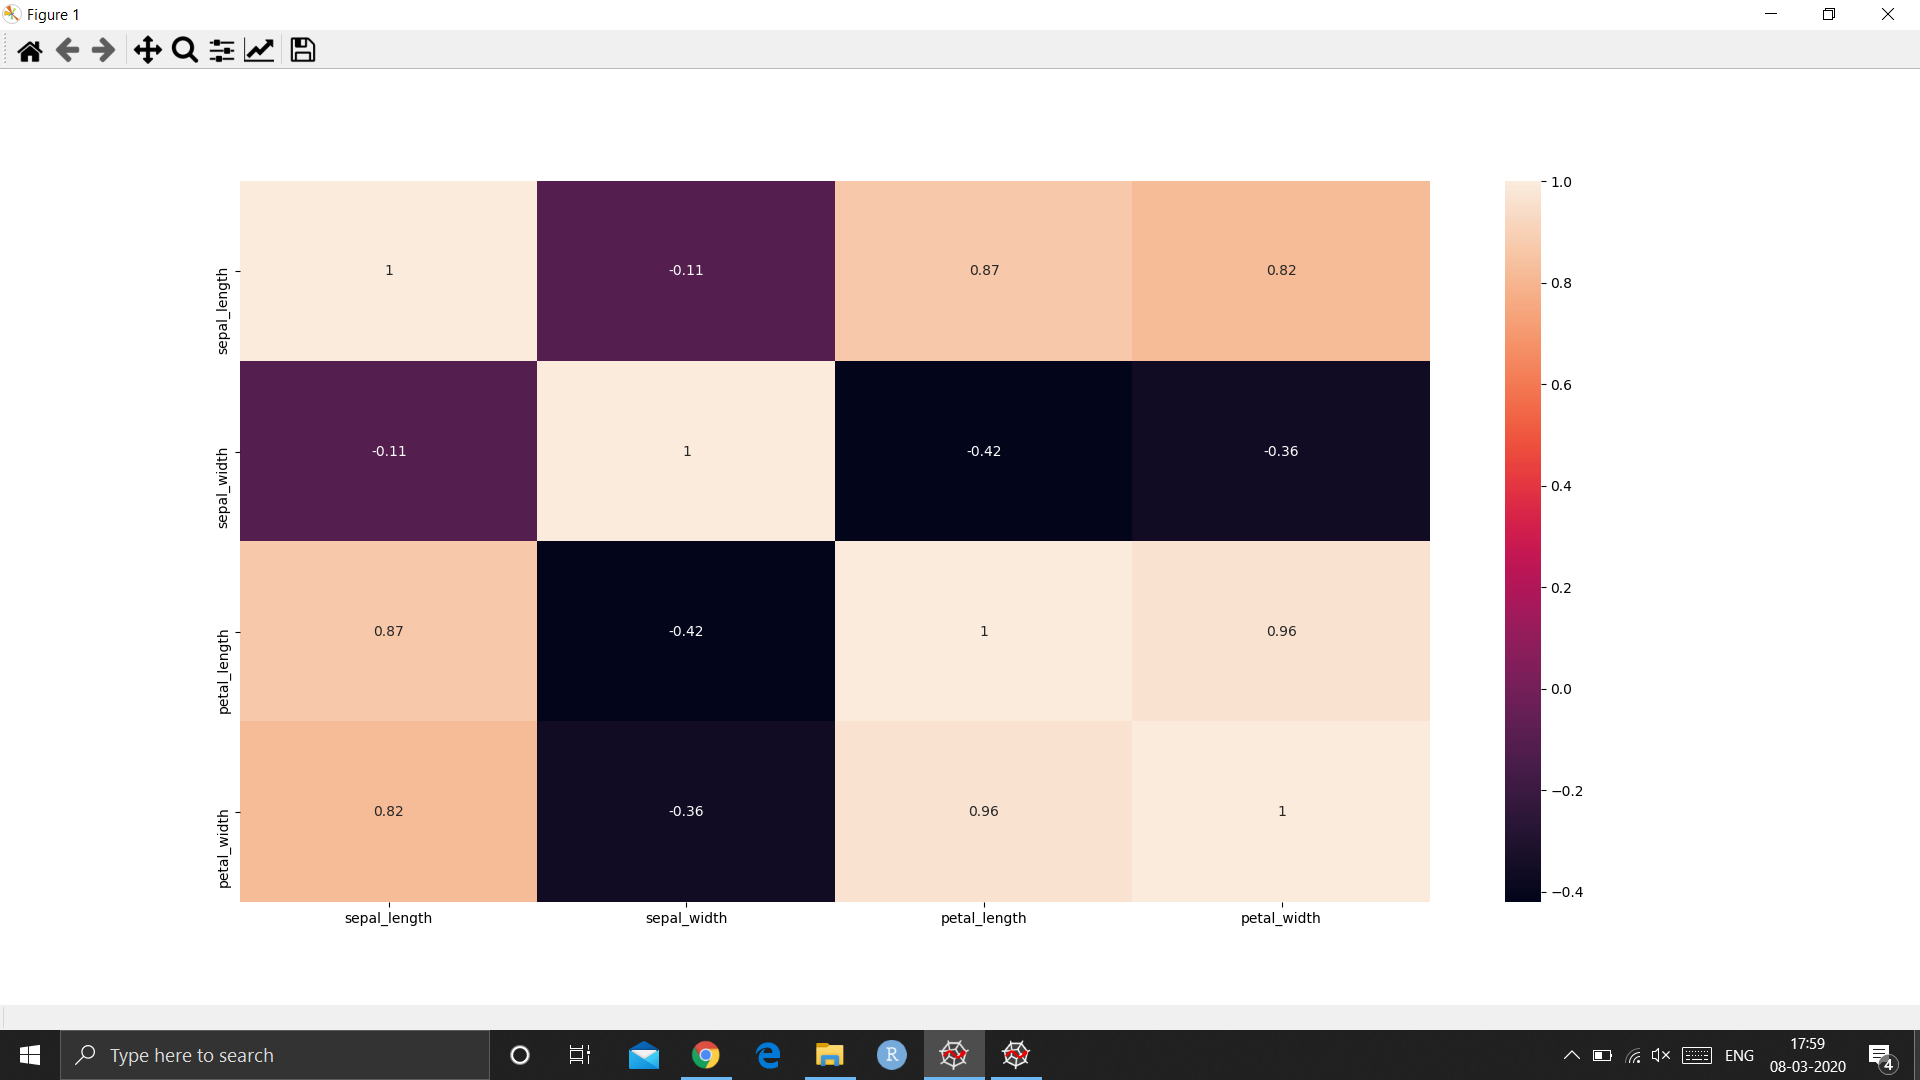 Figure 1
1 -0.11 0.87 0.82
-0.11 1 -0.42 -0.36
0.87 -0.42 1 0.96
0.82 -0.36 0.96 1
sepal_length
sepal_width
petal_length
petal_width
sepal_length sepal_width petal_length petal_width
1.0
0.8
0.6
0.4
0.2
0.0
−0.2
−0.4
Type here to search
R
ENG
17:59
08-03-2020
4